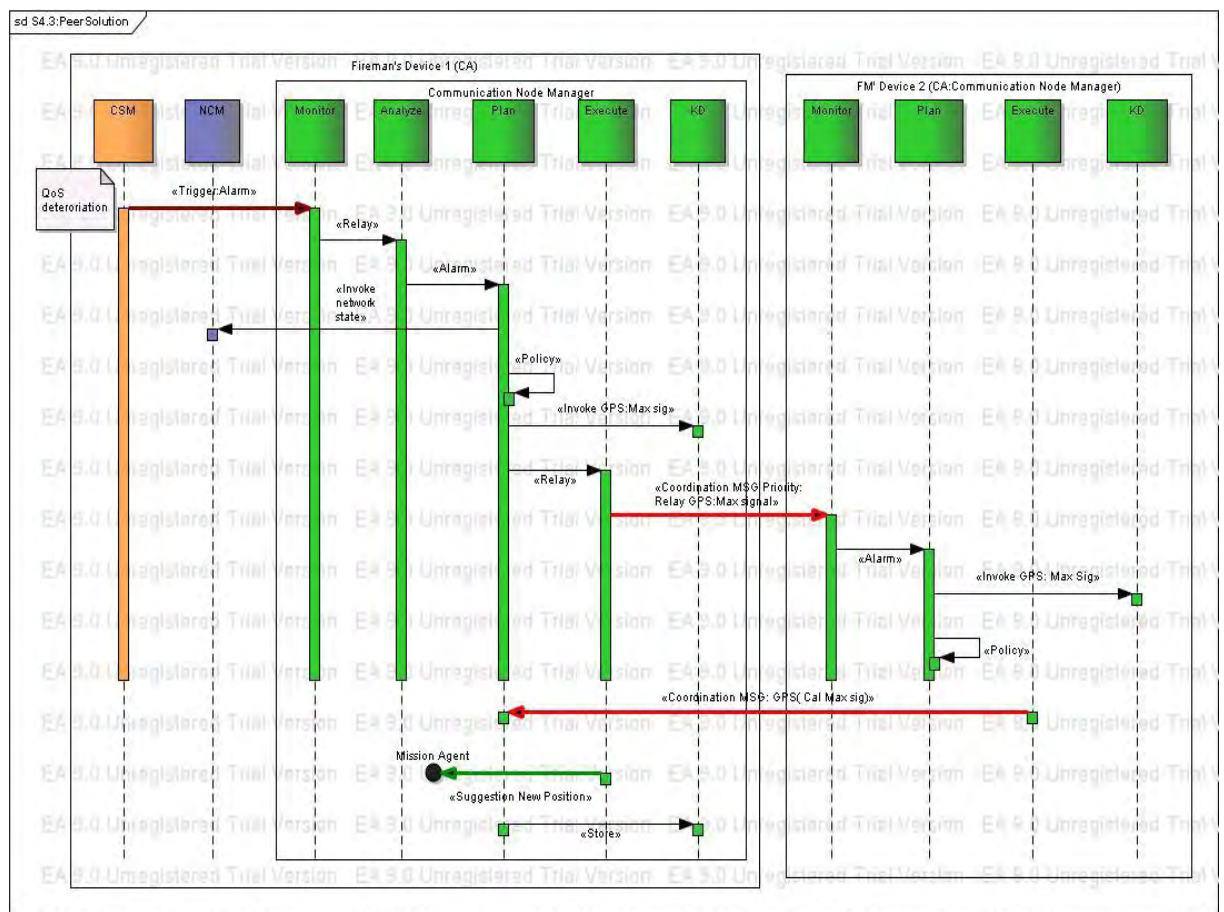 sd S4.3:PeerSolution
Fireman's Device 1 (CA)
Communication Node Manager
FM' Device 2 (CA:Communication Node Manager)
CSM
NCM
Monitor
Analyze
Plan
Execute
KD
Monitor
Plan
Execute
KD
QoS
deteroriation
«Trigger:Alarm»
«Relay»
«Alarm»
«Invoke
network
state»
«Policy»
«Invoke GPS:Max sig»
«Relay»
«Coordination MSG Priority:
Relay GPS:Max signal»
«Alarm»
«Invoke GPS: Max Sig»
«Policy»
«Coordination MSG: GPS( Cal Max sig)»
Mission Agent
«Suggestion New Position»
«Store»
EA 9.0 Unregistered Trial Version